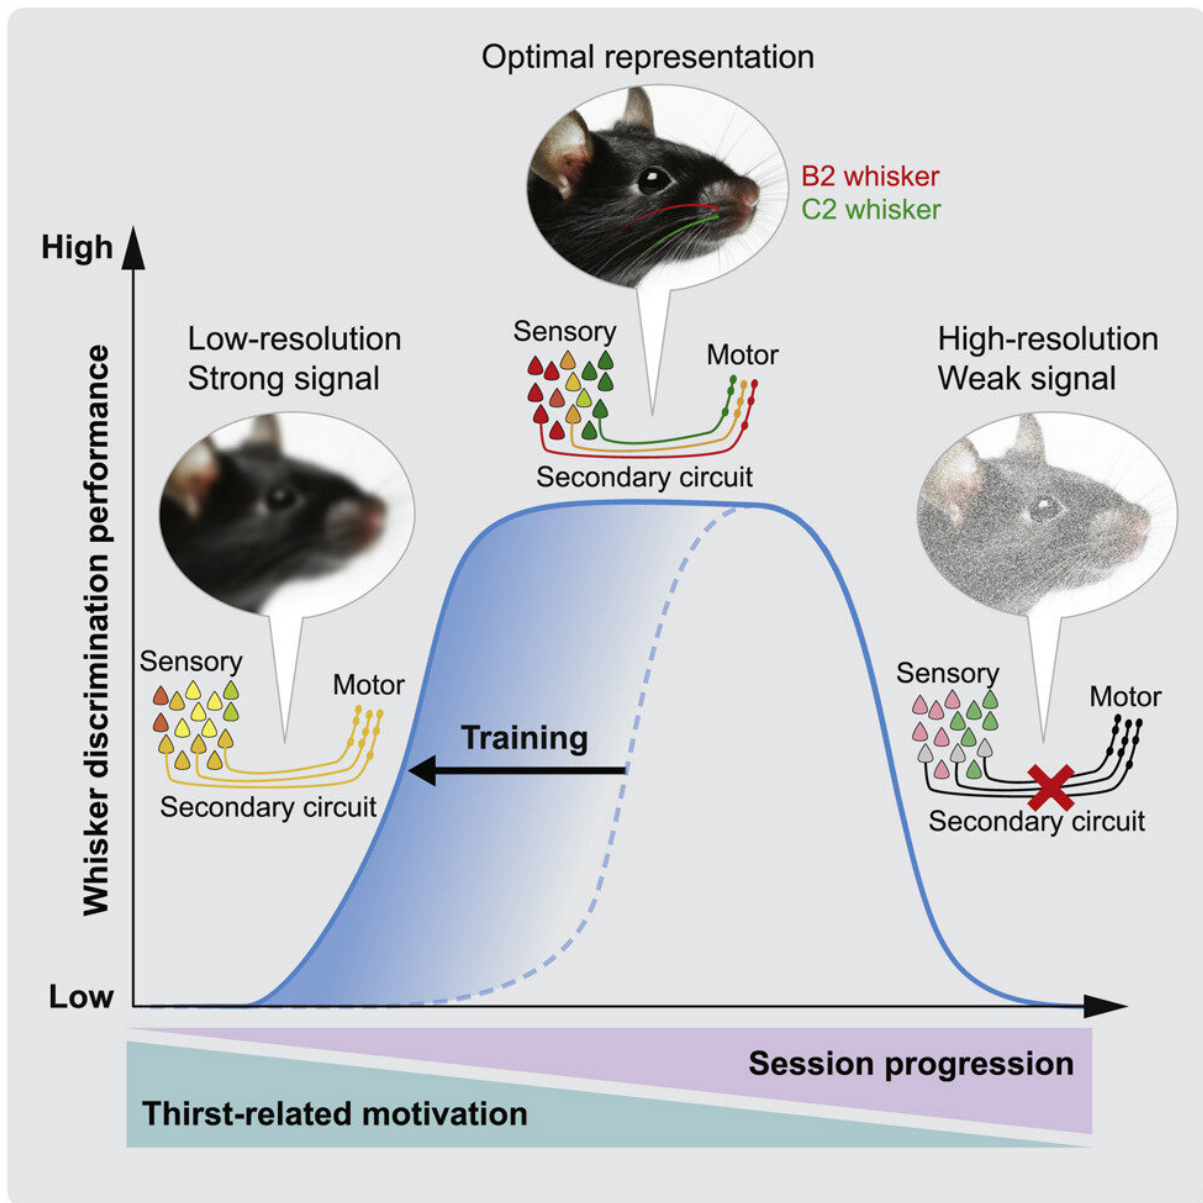 Optimal representation
B2 whisker
C2 whisker
High
Low-resolution
Strong signal
Sensory
Motor
Secondary circuit
High-resolution
Weak signal
Whisker discrimination performance
Sensory
Motor
Secondary circuit
Training
Sensory
Motor
Secondary circuit
Low
Session progression
Thirst-related motivation